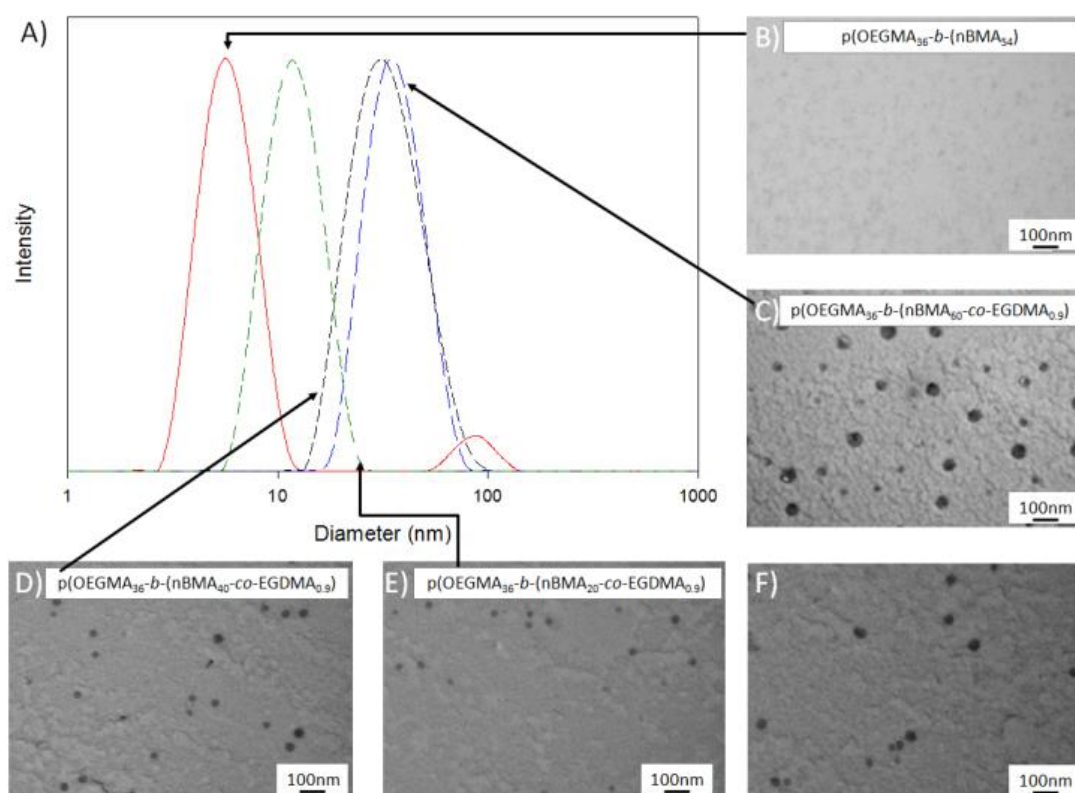 A)
Intensity
1
10
100
1000
Diameter (nm)
B)
p(OEGMA36-b-(nBMA54)
100nm
C)
p(OEGMA36-b-(nBMA60-co-EGDMA0.9)
100nm
D)
p(OEGMA36-b-(nBMA40-co-EGDMA0.9)
100nm
E)
p(OEGMA36-b-(nBMA20-co-EGDMA0.9)
100nm
F)
100nm